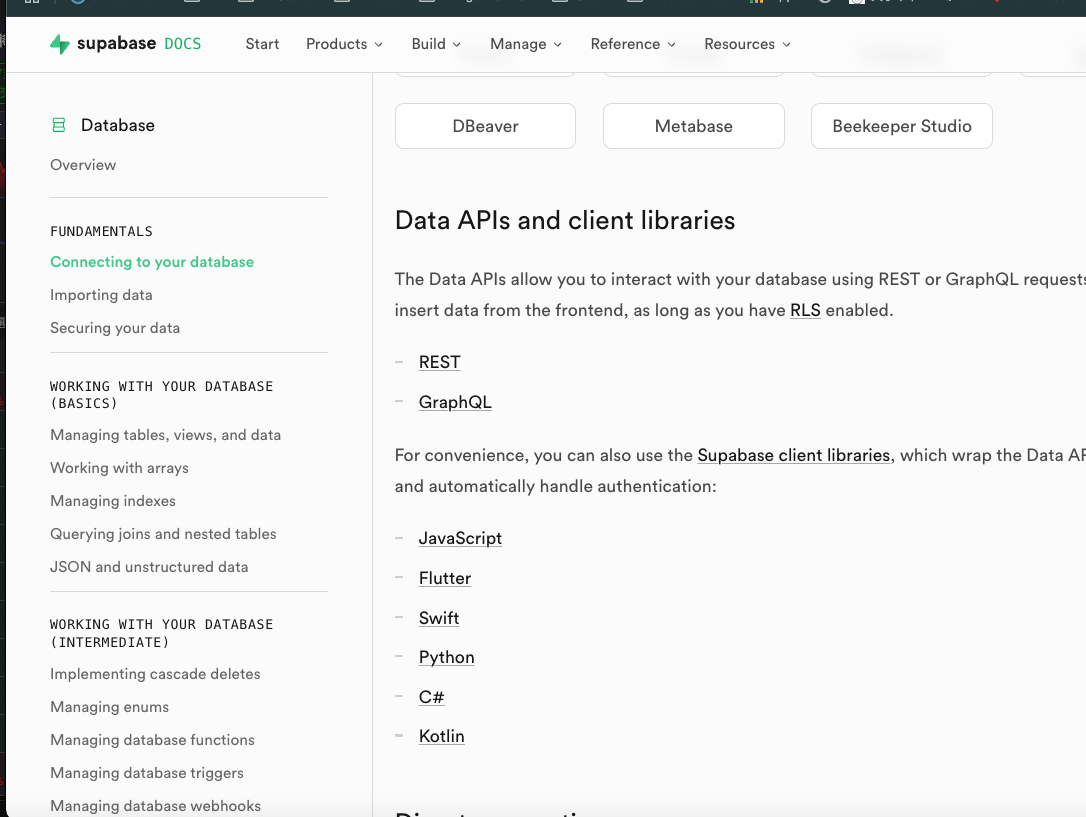 supabase DOCS
Start
Products
Build
Manage
Reference
Resources
Database
Overview
FUNDAMENTALS
Connecting to your database
Importing data
Securing your data
WORKING WITH YOUR DATABASE
(BASICS)
Managing tables, views, and data
Working with arrays
Managing indexes
Querying joins and nested tables
JSON and unstructured data
WORKING WITH YOUR DATABASE
(INTERMEDIATE)
Implementing cascade deletes
Managing enums
Managing database functions
Managing database triggers
Managing database webhooks
DBeaver
Metabase
Beekeeper Studio
Data APIs and client libraries
The Data APIs allow you to interact with your database using REST or GraphQL requests
insert data from the frontend, as long as you have RLS enabled.
– REST
– GraphQL
For convenience, you can also use the Supabase client libraries, which wrap the Data
and automatically handle authentication:
– JavaScript
– Flutter
– Swift
– Python
– C#
– Kotlin